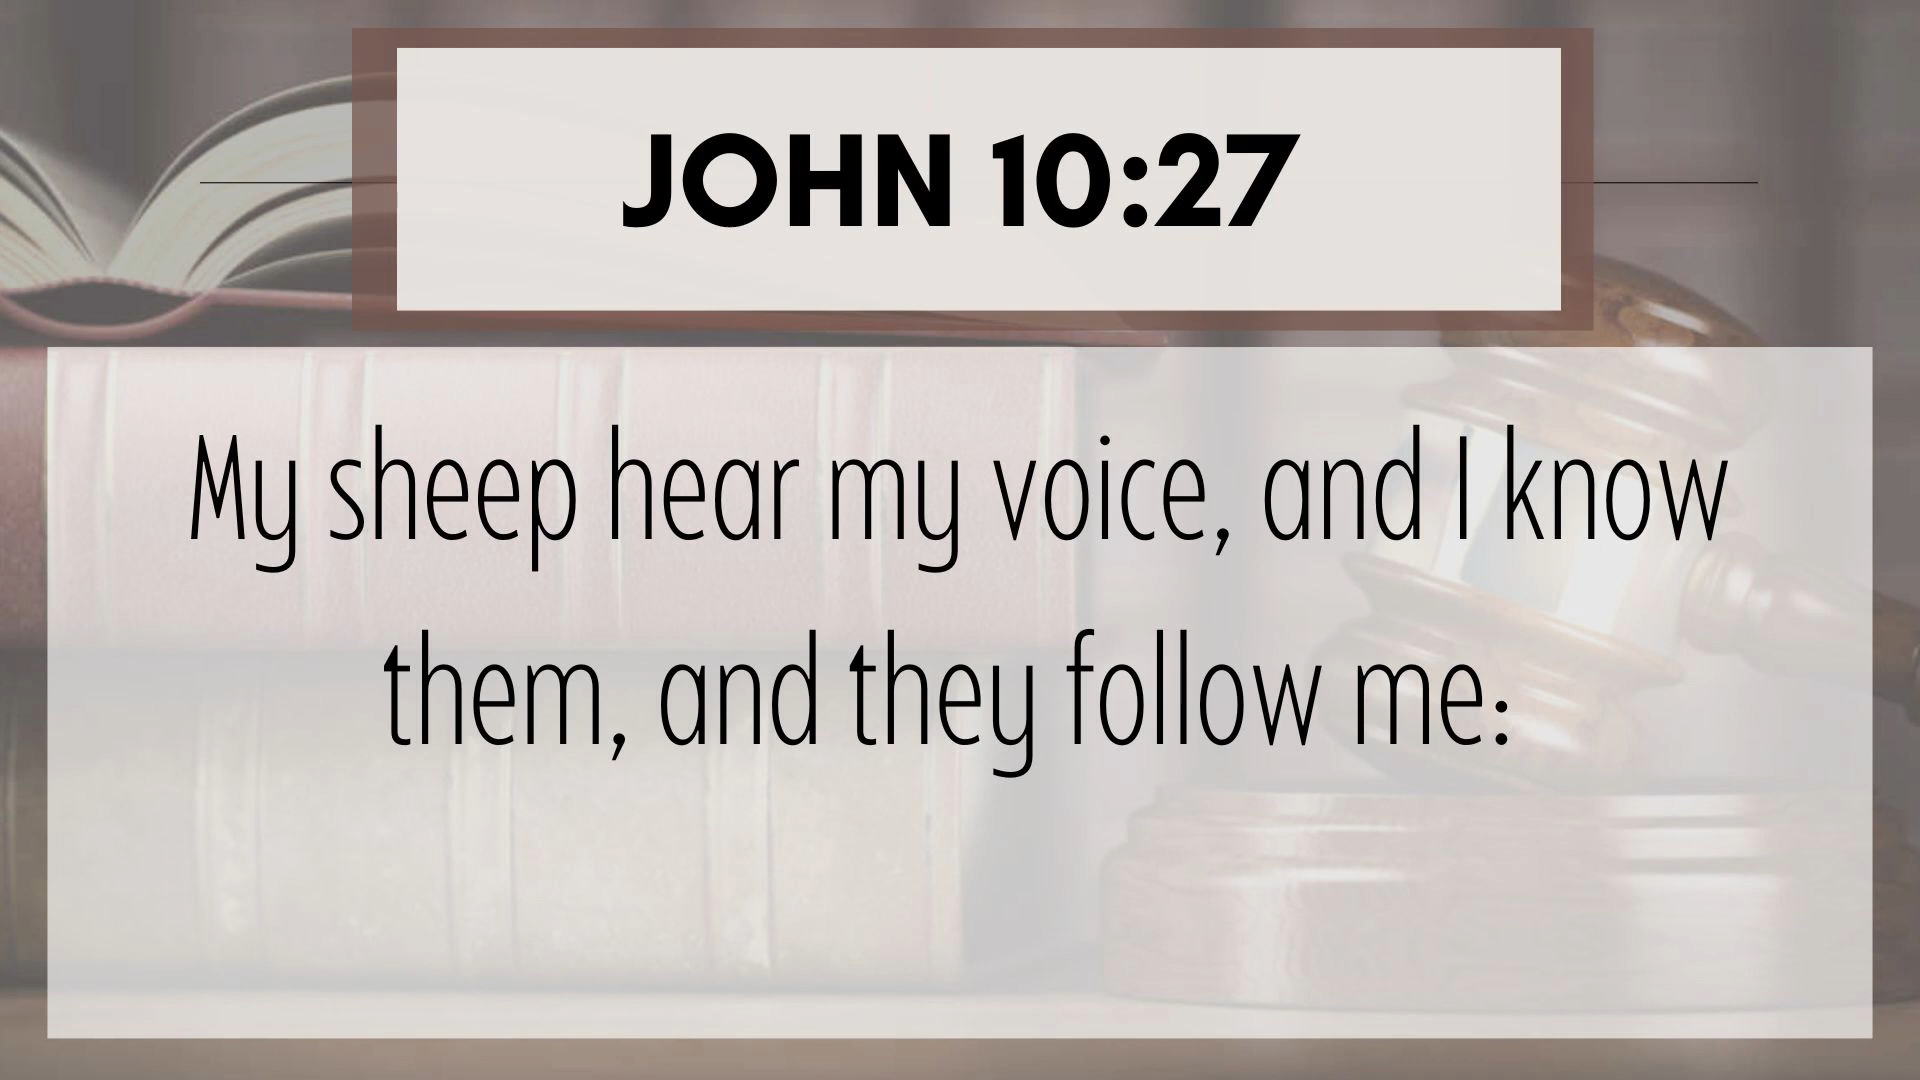 JOHN 10:27
My sheep hear my voice, and I know
them, and they follow me: